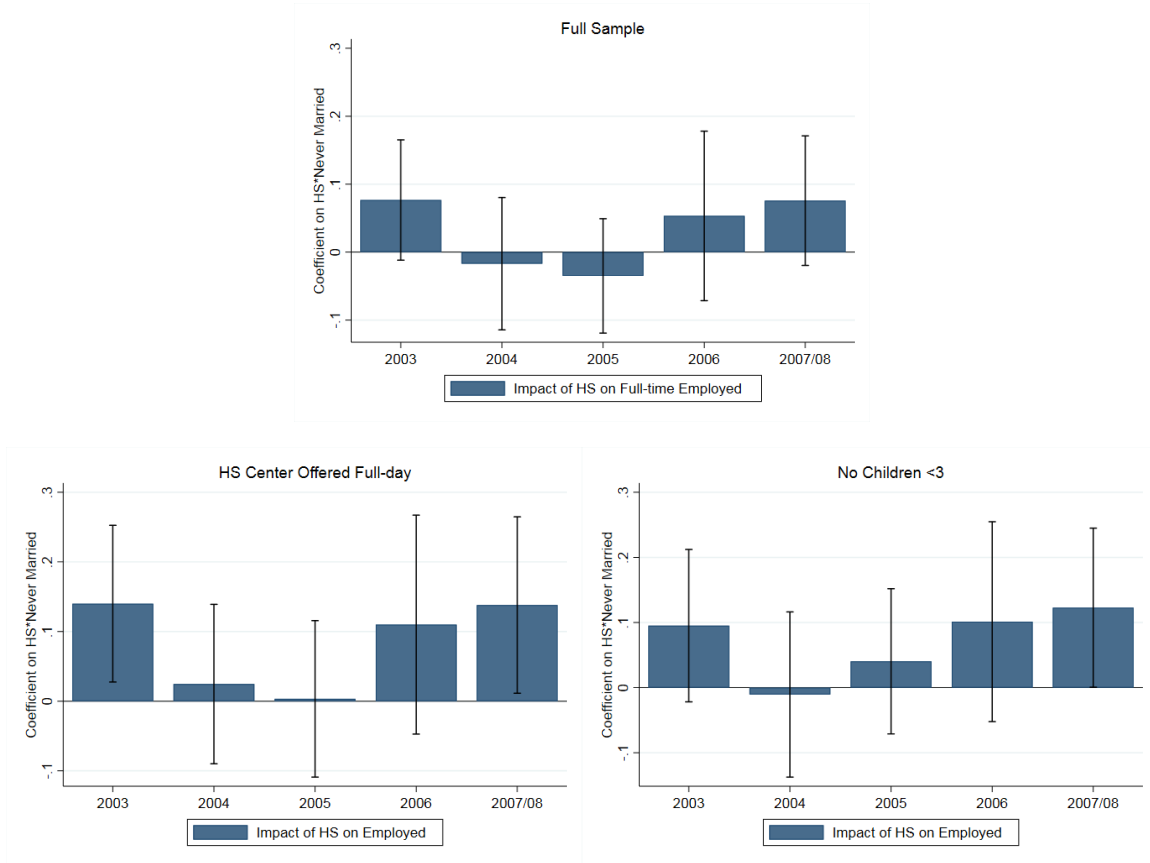 Full Sample
Coefficient on HS*Never Married
.3
.2
.1
0
-.1
2003 2004 2005 2006 2007/08
Impact of HS on Full-time Employed
HS Center Offered Full-day
Coefficient on HS*Never Married
.3
.2
.1
0
-.1
2003 2004 2005 2006 2007/08
Impact of HS on Employed
No Children <3
Coefficient on HS*Never Married
.3
.2
.1
0
-.1
2003 2004 2005 2006 2007/08
Impact of HS on Employed